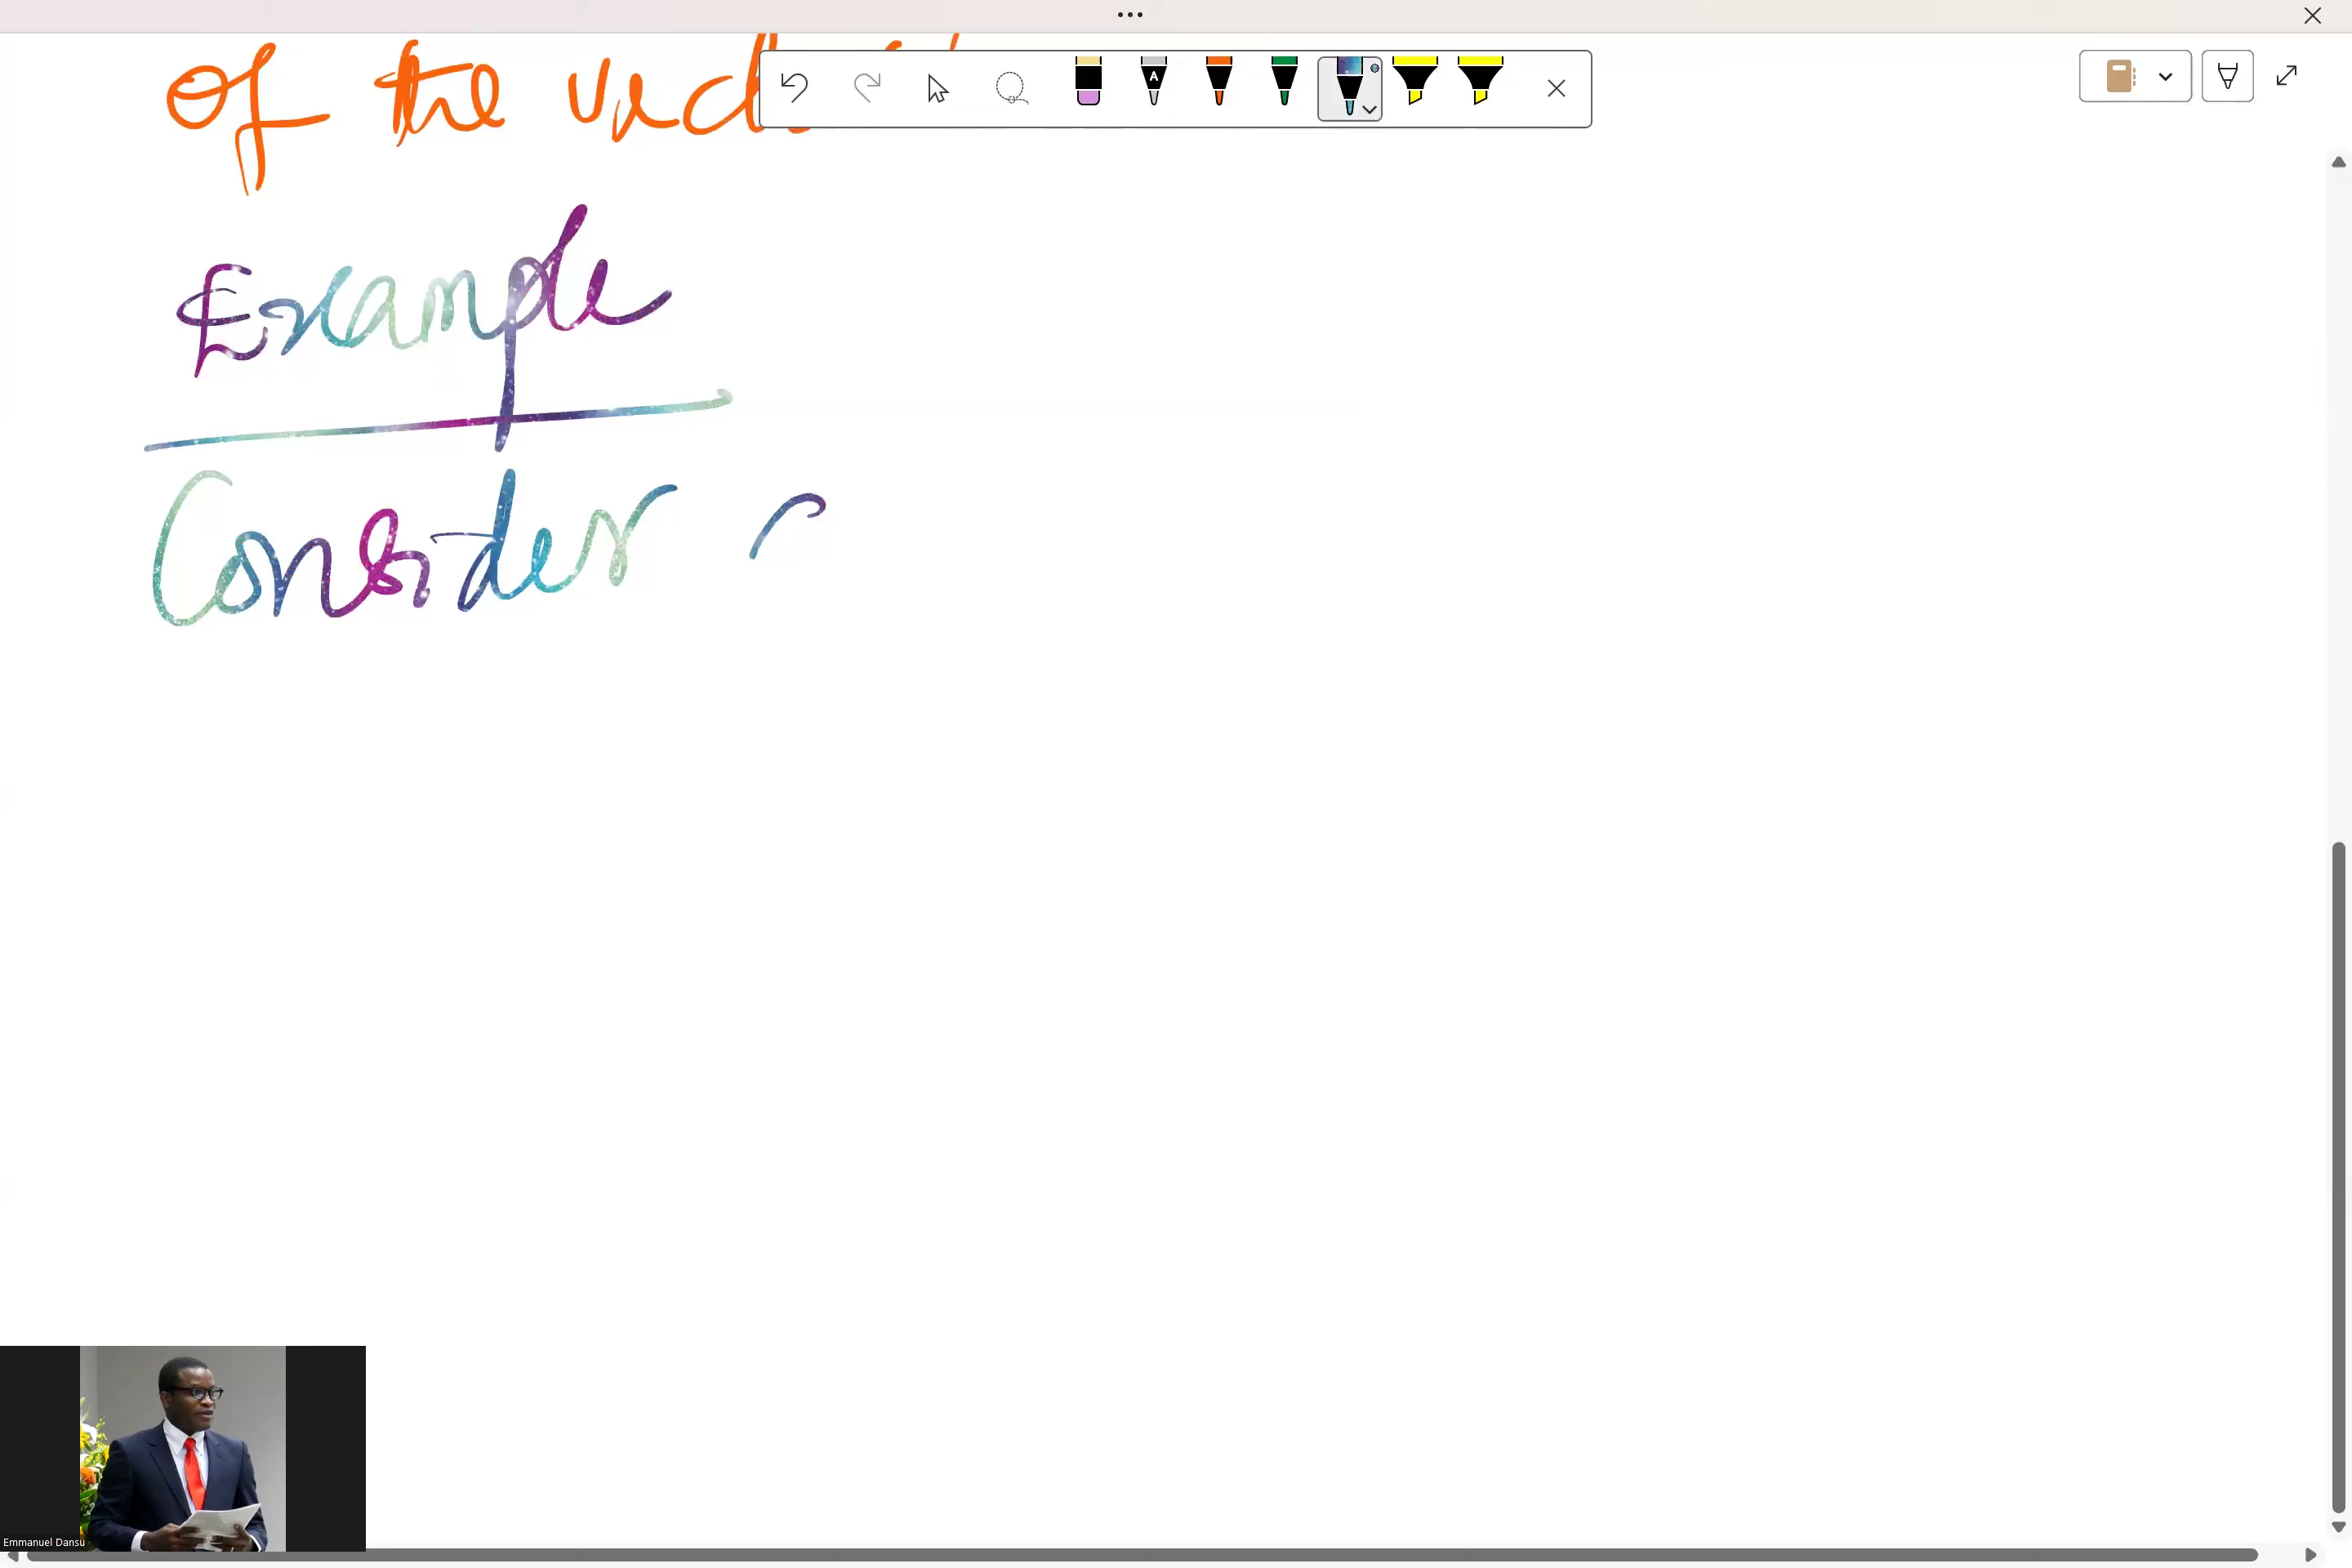 of the
Example
Consider
A
Emmanuel Dansu